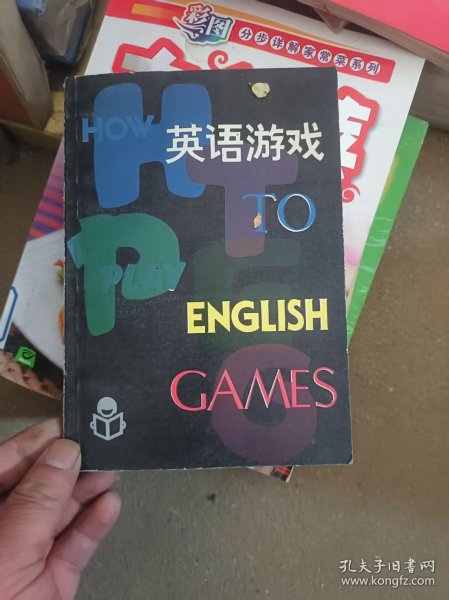 彩图
分步详解家常菜系列
HOW
英语游戏
TO
PLAY
ENGLISH
GAMES
孔夫子旧书网
www.kongfz.com